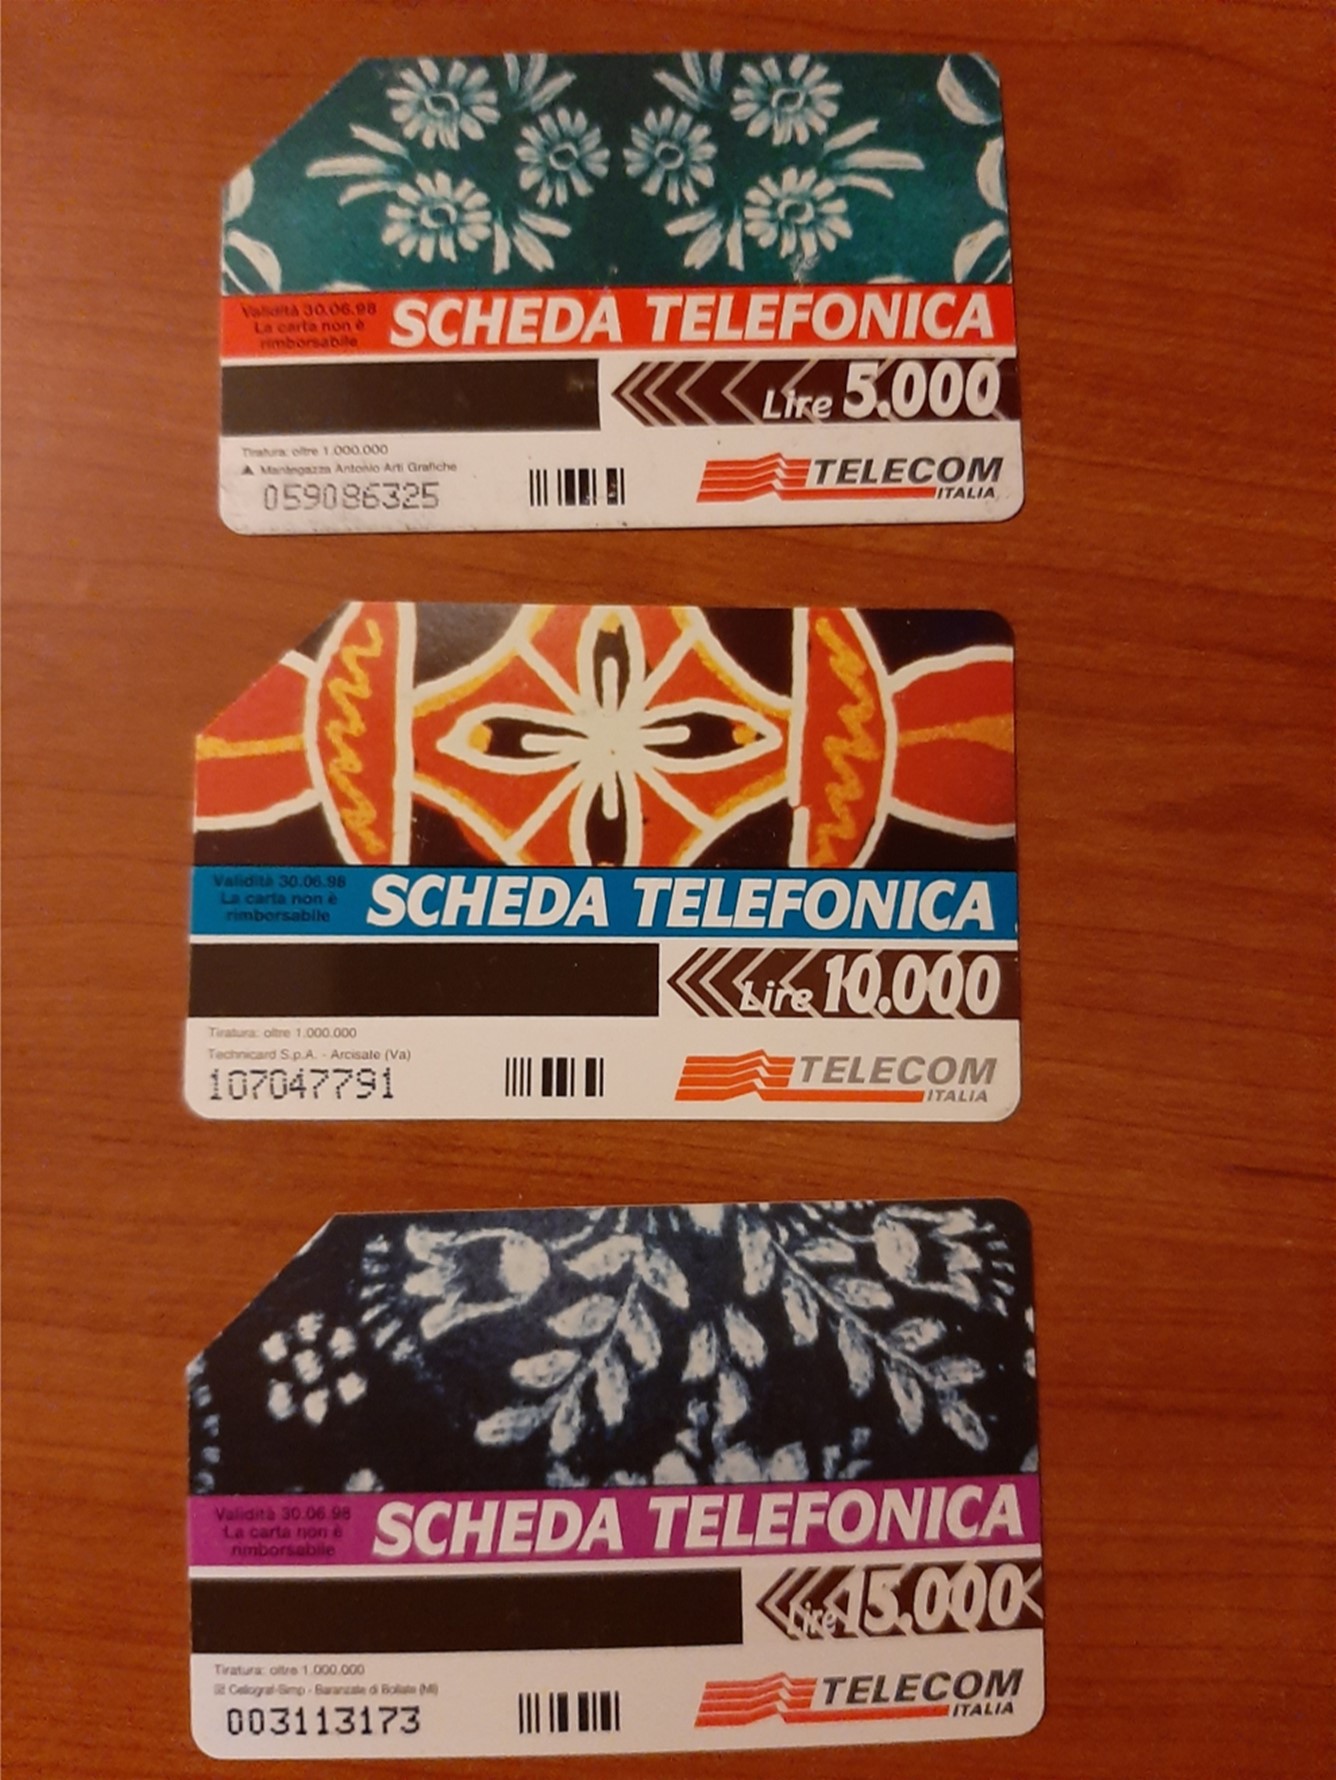 Validità 30.06.98
La carta non è
rimborsabile
SCHEDA TELEFONICA
Lire 5.000
Tiratura: oltre 1.000.000
Mantegazza Antonio Arti Grafiche
059086325
TELECOM
ITALIA
Validità 30.06.98
La carta non è
rimborsabile
SCHEDA TELEFONICA
Lire 10.000
Tiratura: oltre 1.000.000
Technicard S.p.A. - Arcisate (Va)
107047791
TELECOM
ITALIA
Validità 30.06.98
La carta non è
rimborsabile
SCHEDA TELEFONICA
Lire 15.000
Tiratura: oltre 1.000.000
Cellograf-Simp - Baranzate di Bollate (MI)
003113173
TELECOM
ITALIA